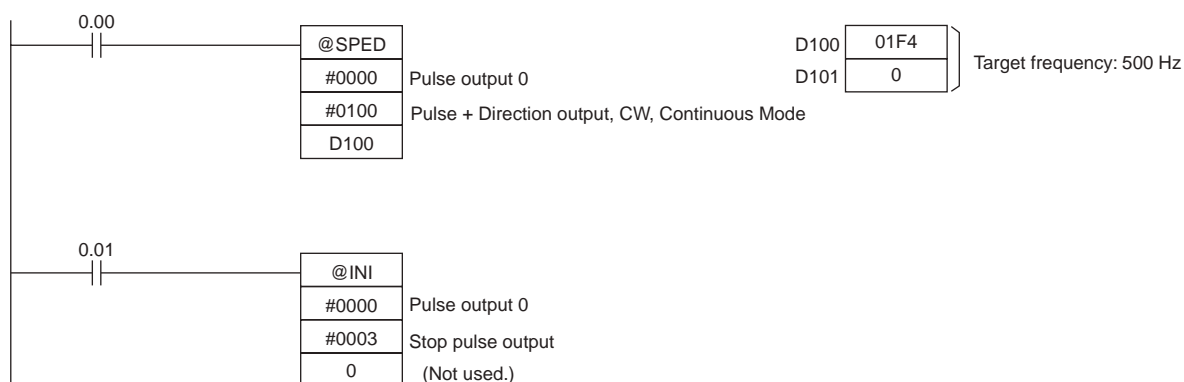 0.00
@SPED
#0000 Pulse output 0
#0100 Pulse + Direction output, CW, Continuous Mode
D100
D100 01F4
D101 0
Target frequency: 500 Hz
0.01
@INI
#0000 Pulse output 0
#0003 Stop pulse output
0 (Not used.)